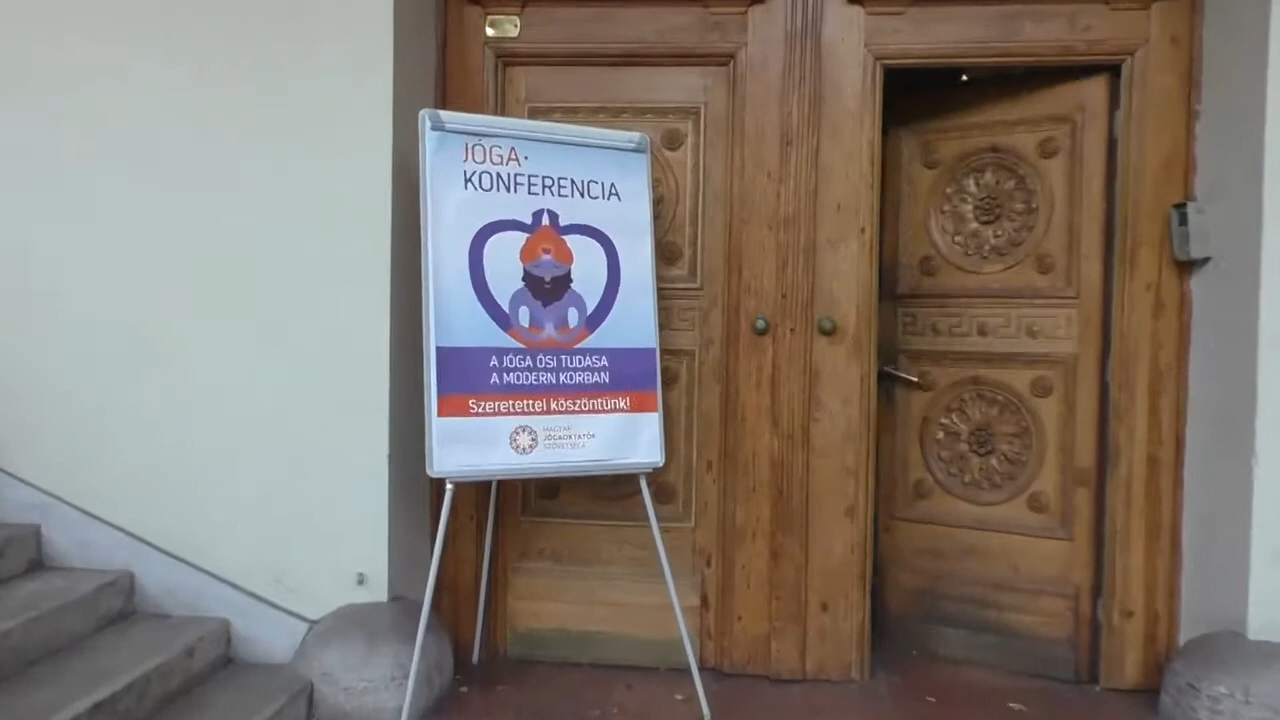 JÓGA·
KONFERENCIA
A JÓGA ŐSI TUDÁSA
A MODERN KORBAN
Szeretettel köszöntünk!
MAGYAR
JÓGAOKTATÓK
SZÖVETSÉGE